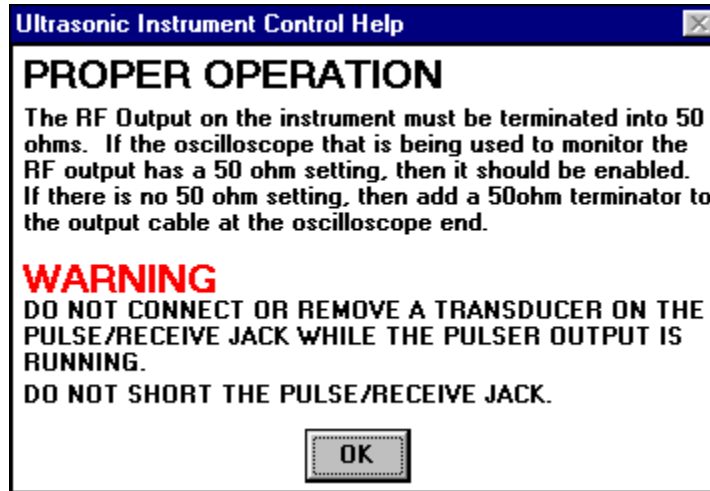 Ultrasonic Instrument Control Help
PROPER OPERATION
The RF Output on the instrument must be terminated into 50
ohms. If the oscilloscope that is being used to monitor the
RF output has a 50 ohm setting, then it should be enabled.
If there is no 50 ohm setting, then add a 50ohm terminator to
the output cable at the oscilloscope end.
WARNING
DO NOT CONNECT OR REMOVE A TRANSDUCER ON THE
PULSE/RECEIVE JACK WHILE THE PULSER OUTPUT IS
RUNNING.
DO NOT SHORT THE PULSE/RECEIVE JACK.
OK